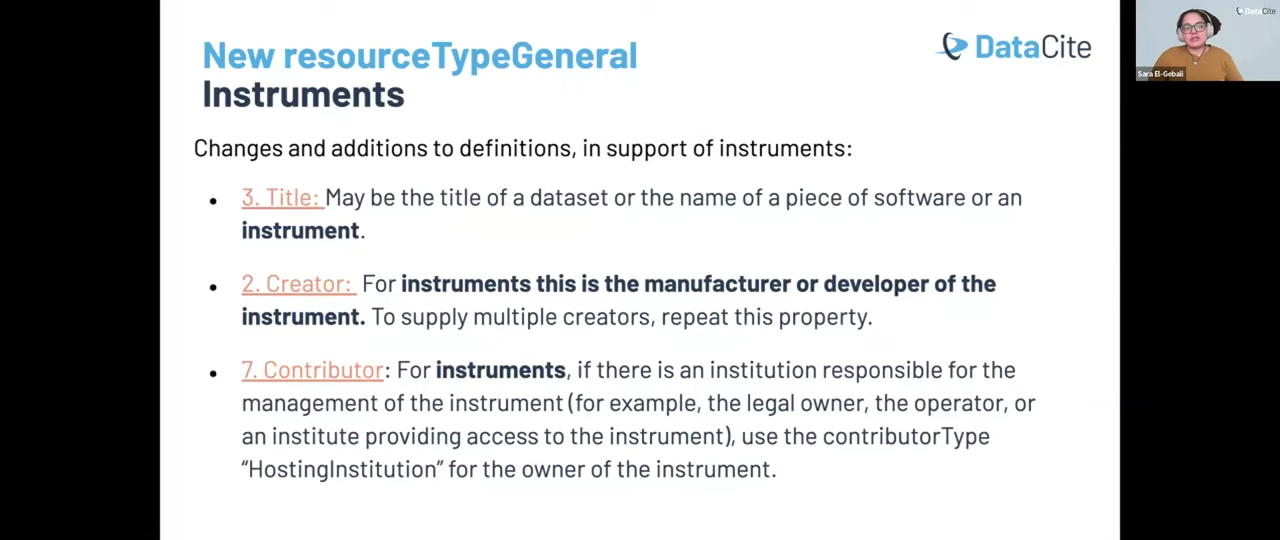 New resourceTypeGeneral
Instruments
DataCite
DataCite
Sara El-Gebali
Changes and additions to definitions, in support of instruments:
• 3. Title: May be the title of a dataset or the name of a piece of software or an
instrument.
• 2. Creator: For instruments this is the manufacturer or developer of the
instrument. To supply multiple creators, repeat this property.
• 7. Contributor: For instruments, if there is an institution responsible for the
management of the instrument (for example, the legal owner, the operator, or
an institute providing access to the instrument), use the contributorType
“HostingInstitution” for the owner of the instrument.